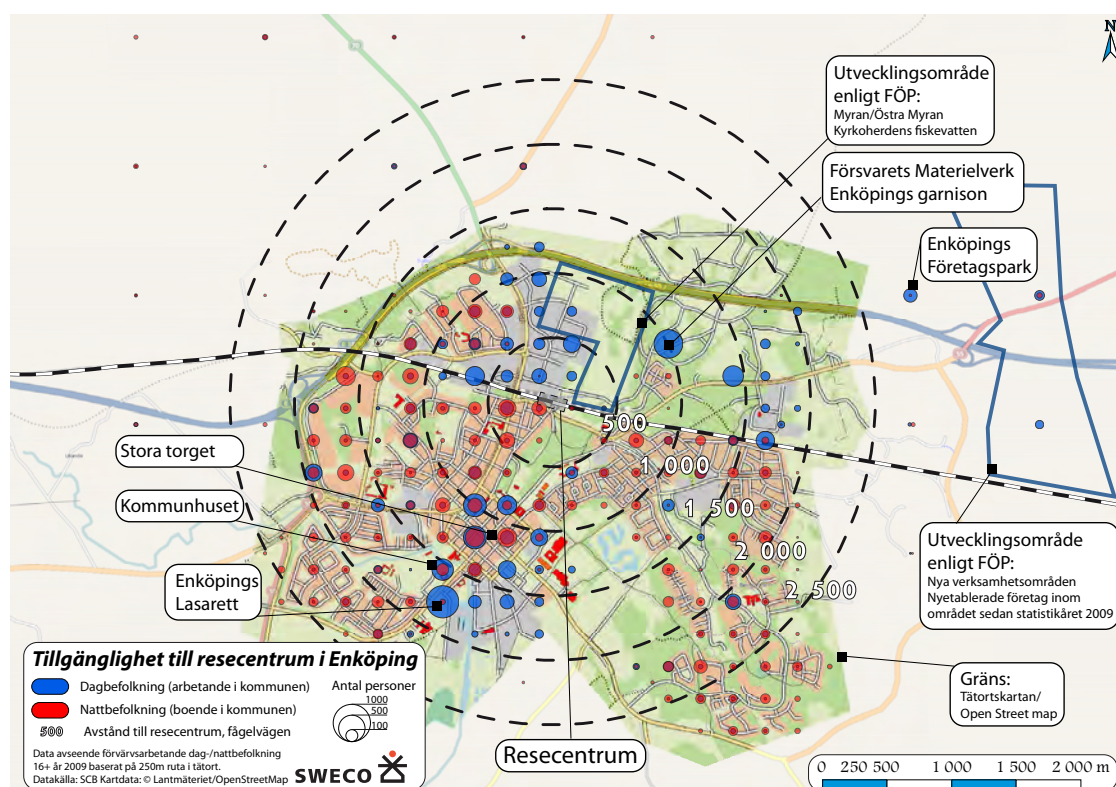 N
Utvecklingsområde
enligt FÖP:
Myran/Östra Myran
Kyrkoherdens fiskevatten
Försvarets Materielverk
Enköpings garnison
Enköpings
Företagspark
500
1 000
1 500
2 000
2 500
Stora torget
Kommunhuset
Enköpings
Lasarett
Utvecklingsområde
enligt FÖP:
Nya verksamhetsområden
Nyetablerade företag inom
området sedan statistikåret 2009
Gräns:
Tätortskartan/
Open Street map
Resecentrum
Tillgänglighet till resecentrum i Enköping
Dagbefolkning (arbetande i kommunen)
Nattbefolkning (boende i kommunen)
500 Avstånd till resecentrum, fågelvägen
Antal personer
1000
500
100
Data avseende förvärvsarbetande dag-/nattbefolkning
16+ år 2009 baserat på 250m ruta i tätort.
Datakälla: SCB Kartdata: © Lantmäteriet/OpenStreetMap
SWECO
0 250 500 1 000 1 500 2 000 m